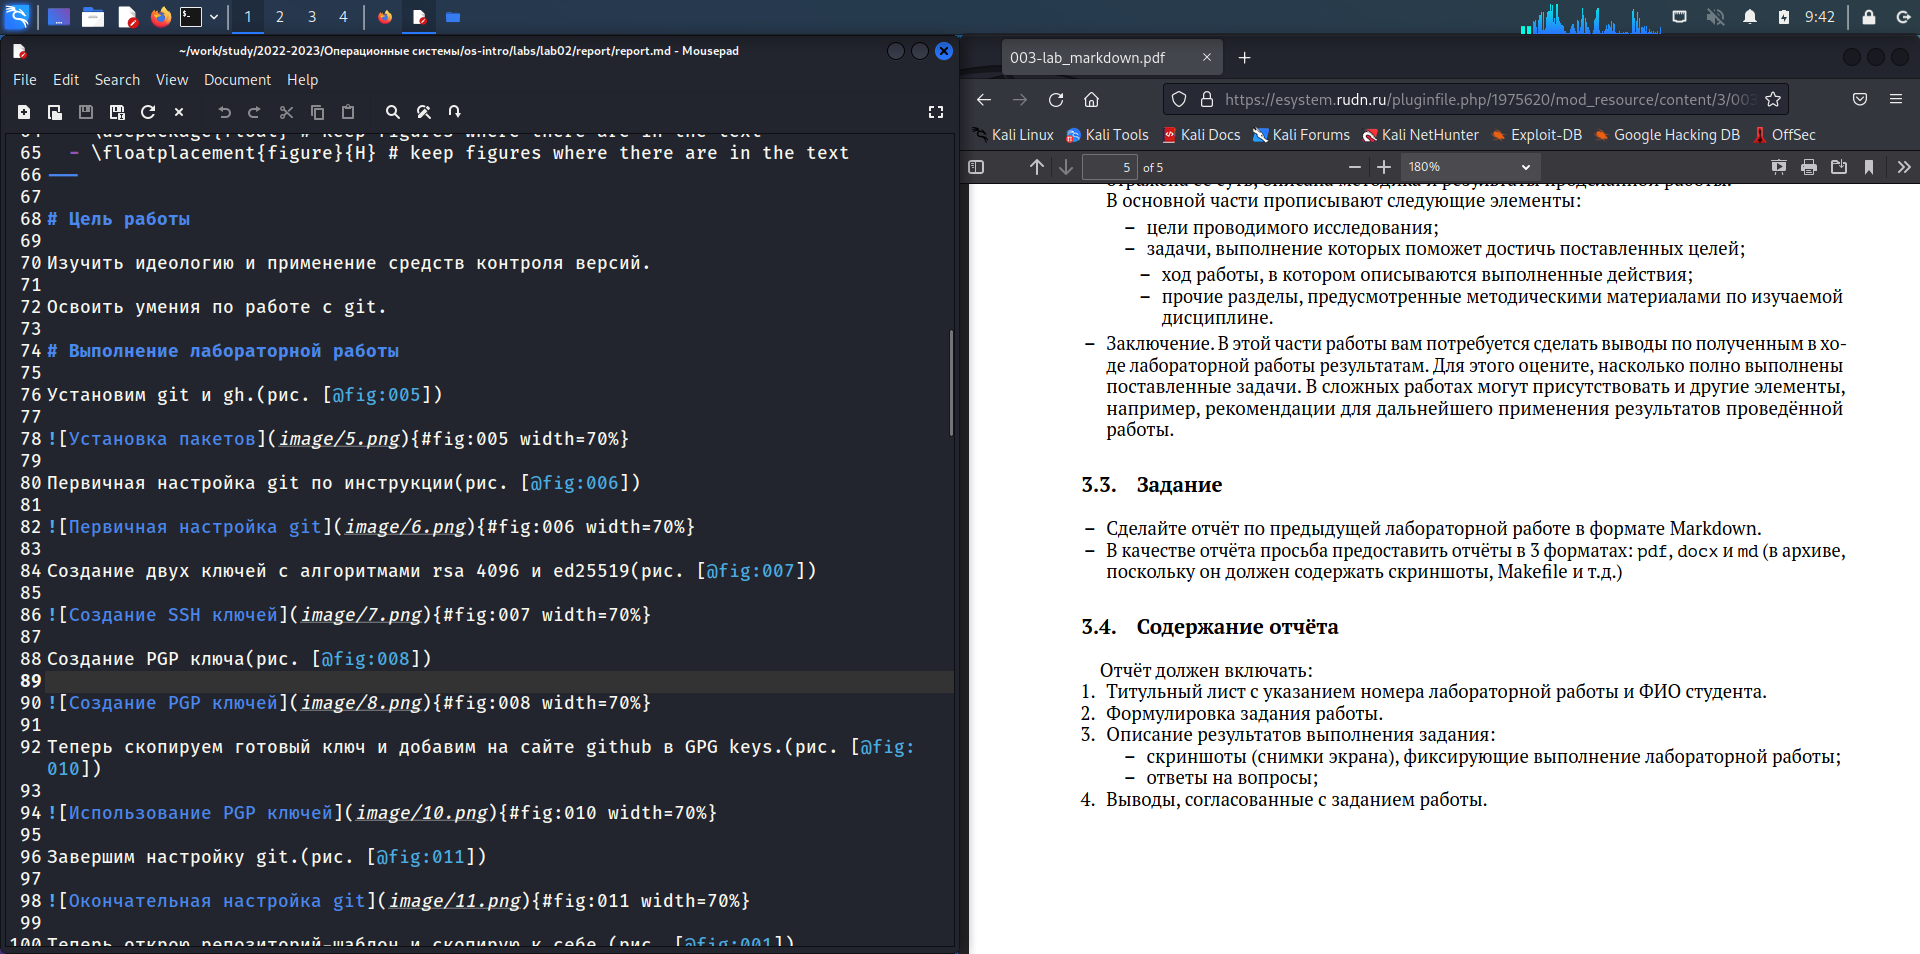 1
2
3
4
9:42
~/work/study/2022-2023/Операционные системы/os-intro/labs/lab02/report/report.md - Mousepad
File Edit Search View Document Help
65 - \floatplacement{figure}{H} # keep figures where there are in the text
66 ---
67
68 # Цель работы
69
70 Изучить идеологию и применение средств контроля версий.
71
72 Освоить умения по работе с git.
73
74 # Выполнение лабораторной работы
75
76 Установим git и gh.(рис. [@fig:005])
77
78 ![Установка пакетов](image/5.png){#fig:005 width=70%}
79
80 Первичная настройка git по инструкции(рис. [@fig:006])
81
82 ![Первичная настройка git](image/6.png){#fig:006 width=70%}
83
84 Создание двух ключей с алгоритмами rsa 4096 и ed25519(рис. [@fig:007])
85
86 ![Создание SSH ключей](image/7.png){#fig:007 width=70%}
87
88 Создание PGP ключа(рис. [@fig:008])
89
90 ![Создание PGP ключей](image/8.png){#fig:008 width=70%}
91
92 Теперь скопируем готовый ключ и добавим на сайте github в GPG keys.(рис. [@fig:
010])
93
94 ![Использование PGP ключей](image/10.png){#fig:010 width=70%}
95
96 Завершим настройку git.(рис. [@fig:011])
97
98 ![Окончательная настройка git](image/11.png){#fig:011 width=70%}
99
100 Теперь открою репозиторий-шаблон и скопирую к себе.(рис. [@fig:001])
003-lab_markdown.pdf
https://esystem.rudn.ru/pluginfile.php/1975620/mod_resource/content/3/003
Kali Linux Kali Tools Kali Docs Kali Forums Kali NetHunter Exploit-DB Google Hacking DB OffSec
5 of 5 180%
отражена её суть, описана методика и результаты проделанной работы.
В основной части прописывают следующие элементы:
– цели проводимого исследования;
– задачи, выполнение которых поможет достичь поставленных целей;
– ход работы, в котором описываются выполненные действия;
– прочие разделы, предусмотренные методическими материалами по изучаемой
дисциплине.
– Заключение. В этой части работы вам потребуется сделать выводы по полученным в хо-
де лабораторной работы результатам. Для этого оцените, насколько полно выполнены
поставленные задачи. В сложных работах могут присутствовать и другие элементы,
например, рекомендации для дальнейшего применения результатов проведённой
работы.
3.3. Задание
– Сделайте отчёт по предыдущей лабораторной работе в формате Markdown.
– В качестве отчёта просьба предоставить отчёты в 3 форматах: pdf, docx и md (в архиве,
поскольку он должен содержать скриншоты, Makefile и т.д.)
3.4. Содержание отчёта
Отчёт должен включать:
1. Титульный лист с указанием номера лабораторной работы и ФИО студента.
2. Формулировка задания работы.
3. Описание результатов выполнения задания:
– скриншоты (снимки экрана), фиксирующие выполнение лабораторной работы;
– ответы на вопросы;
4. Выводы, согласованные с заданием работы.